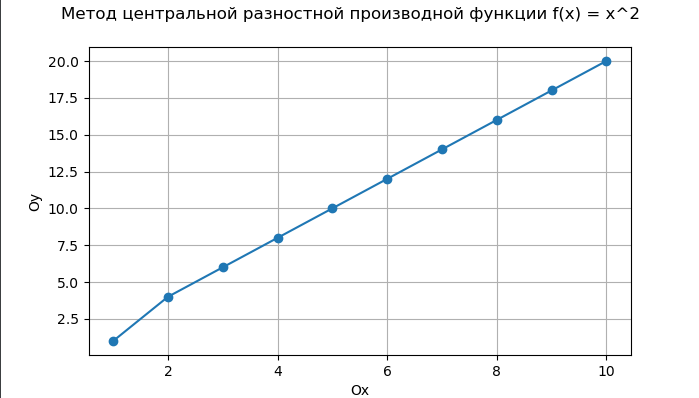 Метод центральной разностной производной функции f(x) = x^2
20.0
17.5
15.0
12.5
10.0
7.5
5.0
2.5
Oy
2 4 6 8 10
Ox